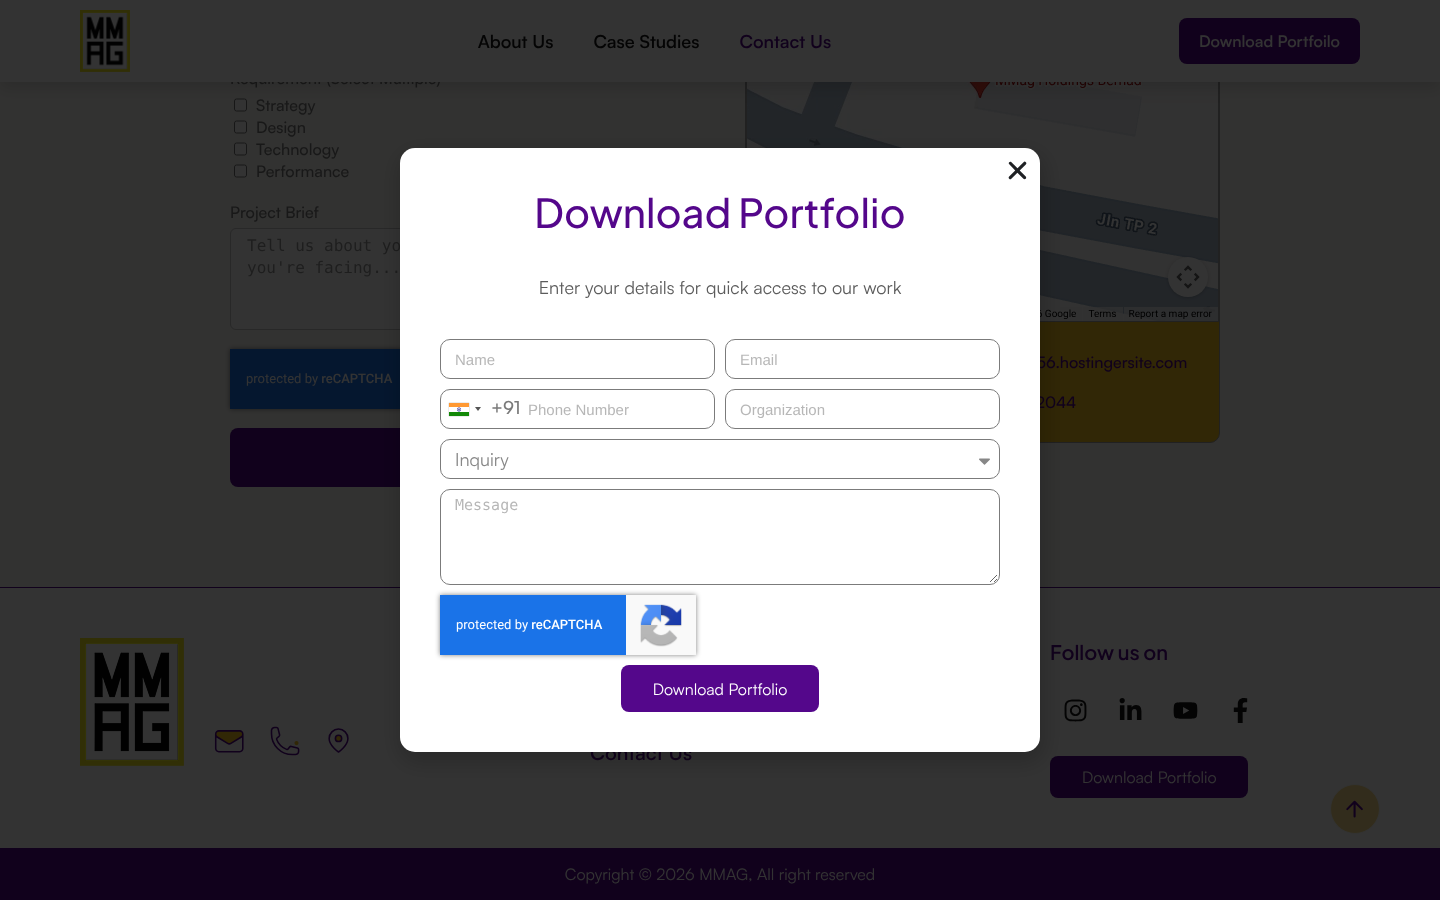 MM
AG
About Us
Case Studies
Contact Us
Download Portfoilo
MMag Holdings Berhad
Strategy
Design
Technology
Performance
Project Brief
Tell us about yo
you're facing...
protected by reCAPTCHA
Jln TP 2
Google
Terms
Report a map error
56.hostingersite.com
2044
Download Portfolio
Enter your details for quick access to our work
Name
Email
+91 Phone Number
Organization
Inquiry
Message
protected by reCAPTCHA
Download Portfolio
MM
AG
Contact Us
Follow us on
Download Portfolio
Copyright © 2026 MMAG, All right reserved